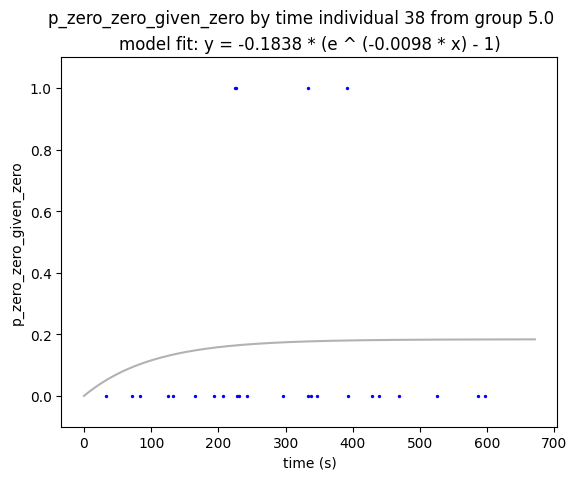 p_zero_zero_given_zero by time individual 38 from group 5.0
model fit: y = -0.1838 * (e ^ (-0.0098 * x) - 1)
1.0
0.8
0.6
0.4
0.2
0.0
p_zero_zero_given_zero
0 100 200 300 400 500 600 700
time (s)